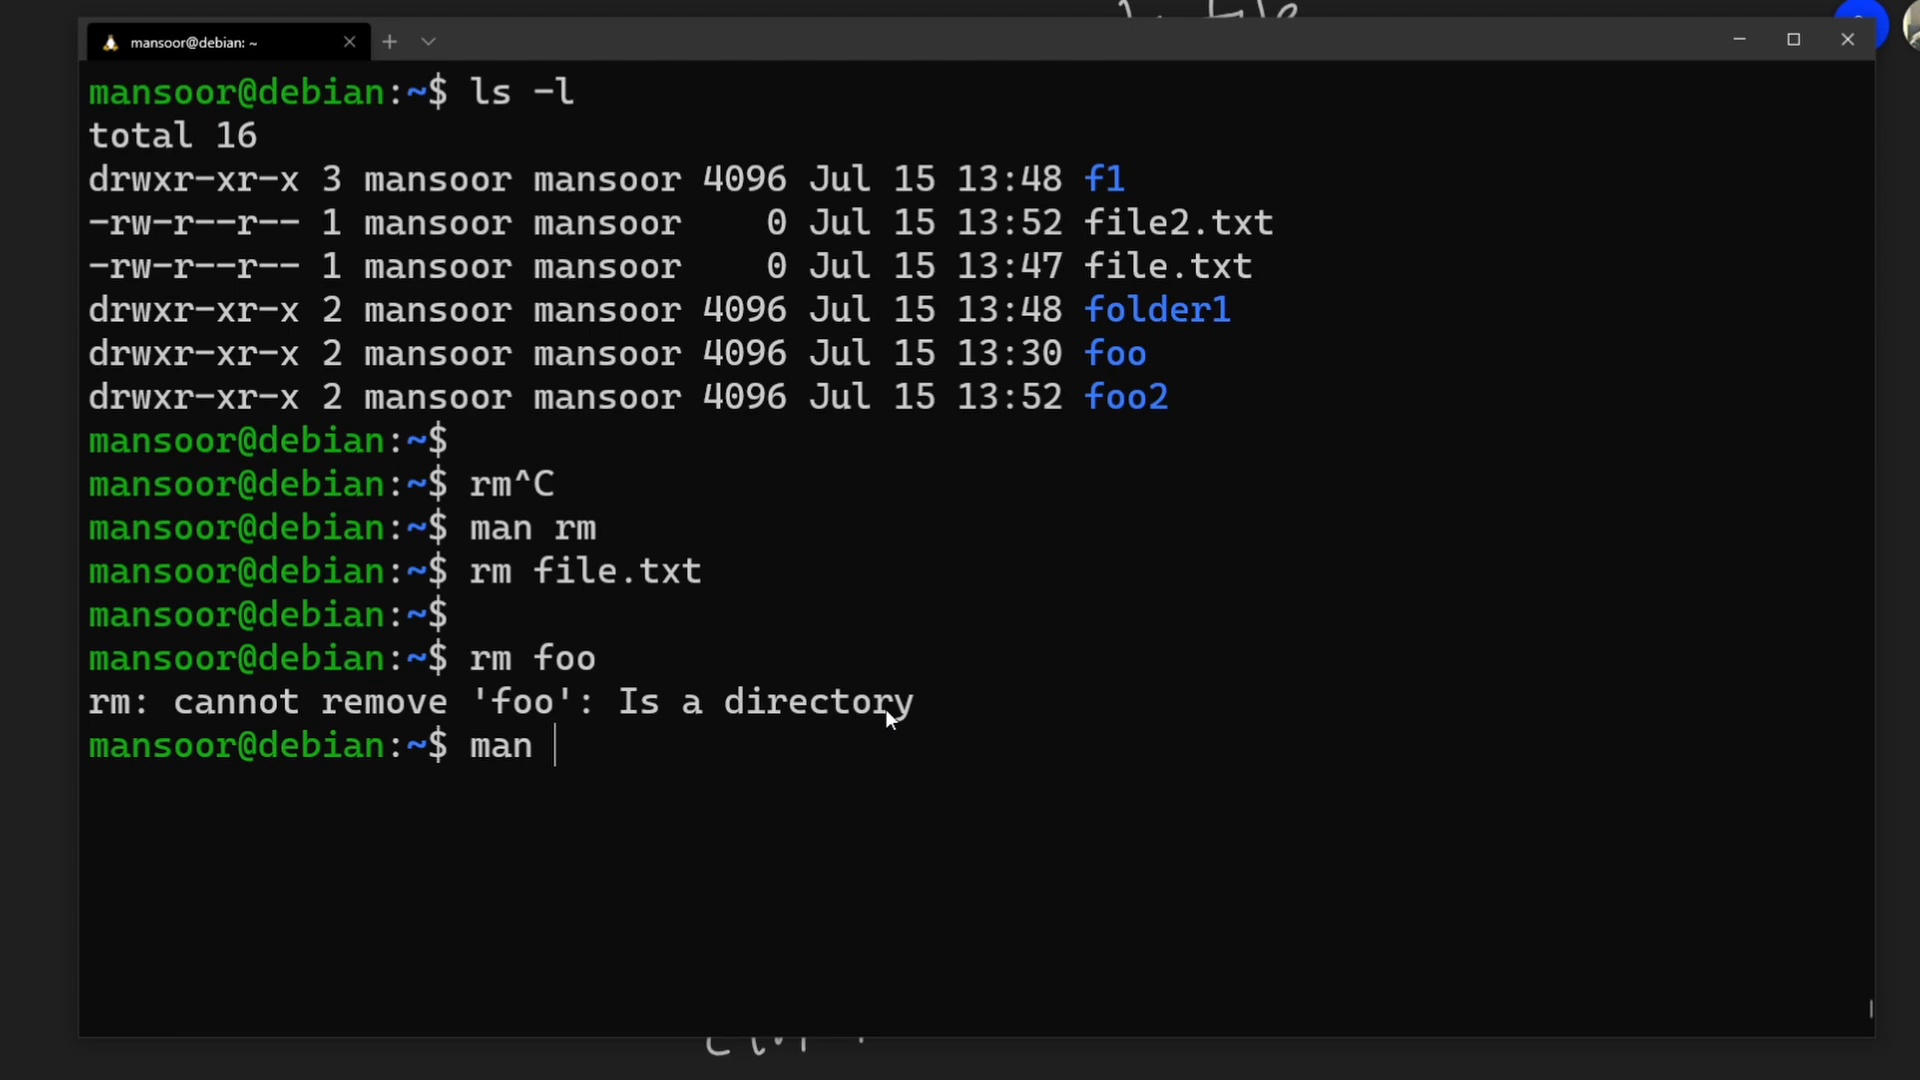 mansoor@debian: ~
mansoor@debian:~$ ls -l
total 16
drwxr-xr-x 3 mansoor mansoor 4096 Jul 15 13:48 f1
-rw-r--r-- 1 mansoor mansoor    0 Jul 15 13:52 file2.txt
-rw-r--r-- 1 mansoor mansoor    0 Jul 15 13:47 file.txt
drwxr-xr-x 2 mansoor mansoor 4096 Jul 15 13:48 folder1
drwxr-xr-x 2 mansoor mansoor 4096 Jul 15 13:30 foo
drwxr-xr-x 2 mansoor mansoor 4096 Jul 15 13:52 foo2
mansoor@debian:~$
mansoor@debian:~$ rm^C
mansoor@debian:~$ man rm
mansoor@debian:~$ rm file.txt
mansoor@debian:~$
mansoor@debian:~$ rm foo
rm: cannot remove 'foo': Is a directory
mansoor@debian:~$ man